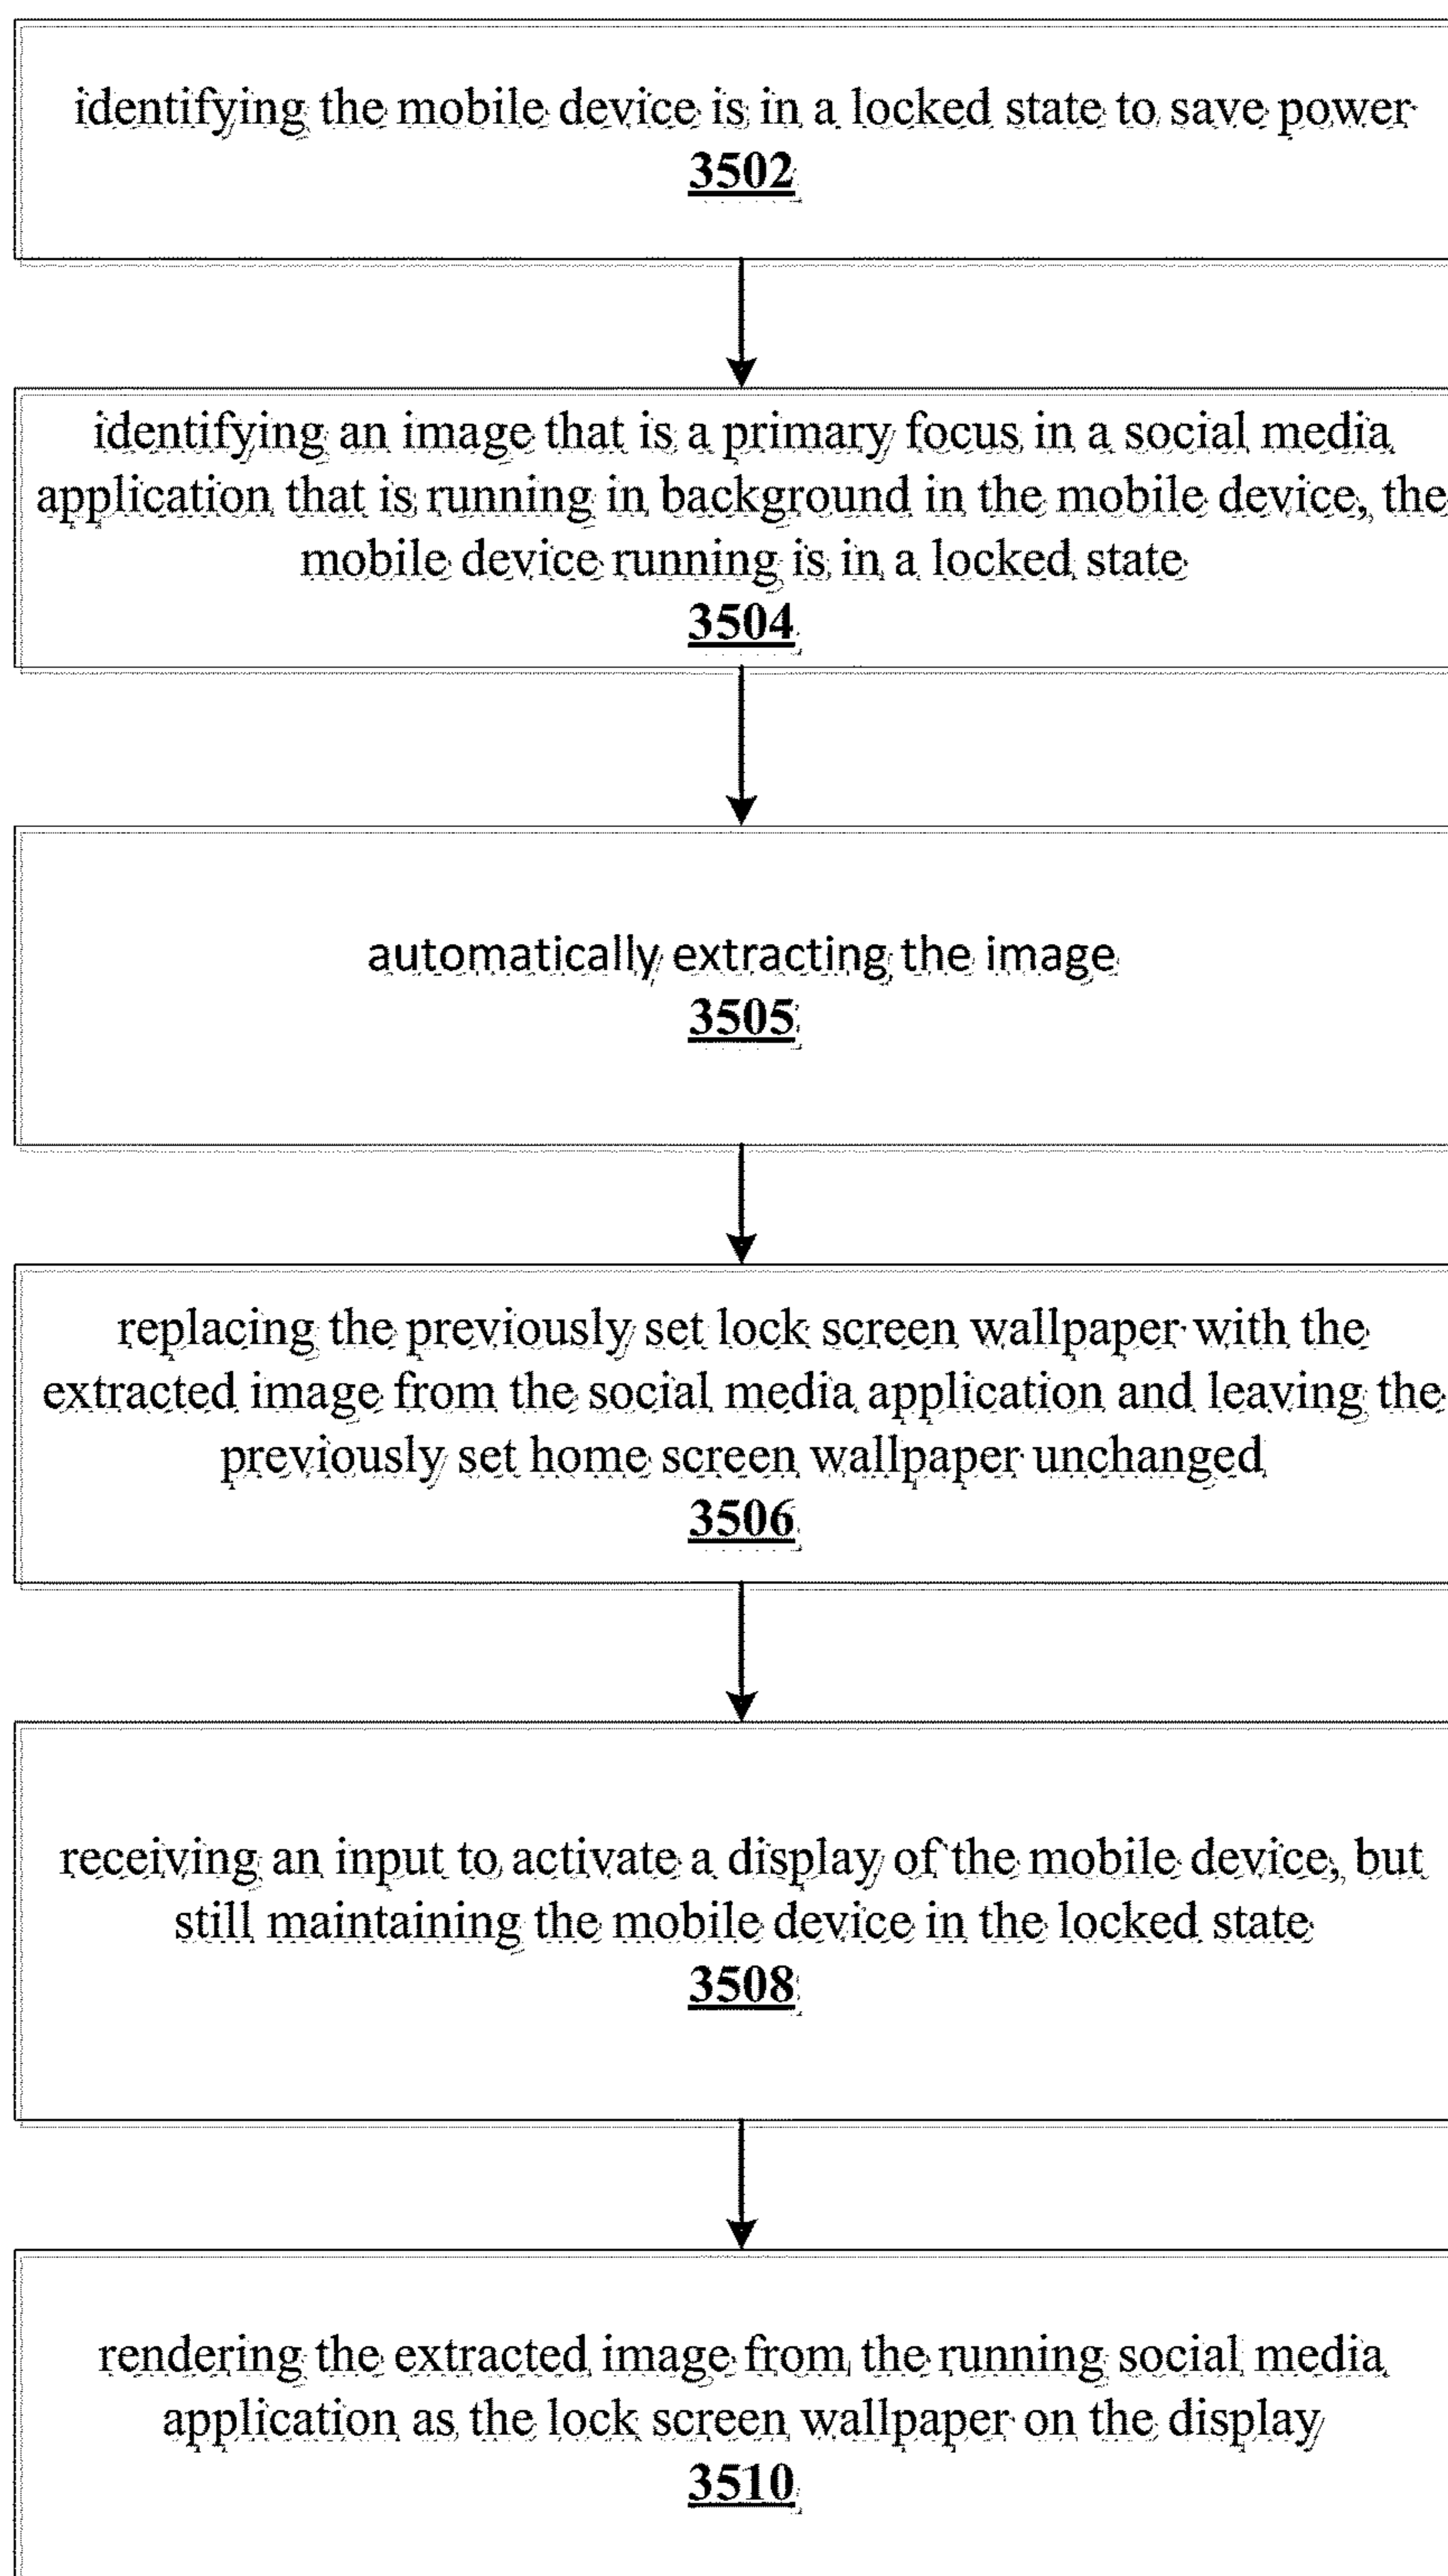 identifying the mobile device is in a locked state to save power
3502
identifying an image that is a primary focus in a social media
application that is running in background in the mobile device, the
mobile device running is in a locked state
3504
automatically extracting the image
3505
replacing the previously set lock screen wallpaper with the
extracted image from the social media application and leaving the
previously set home screen wallpaper unchanged
3506
receiving an input to activate a display of the mobile device, but
still maintaining the mobile device in the locked state
3508
rendering the extracted image from the running social media
application as the lock screen wallpaper on the display
3510